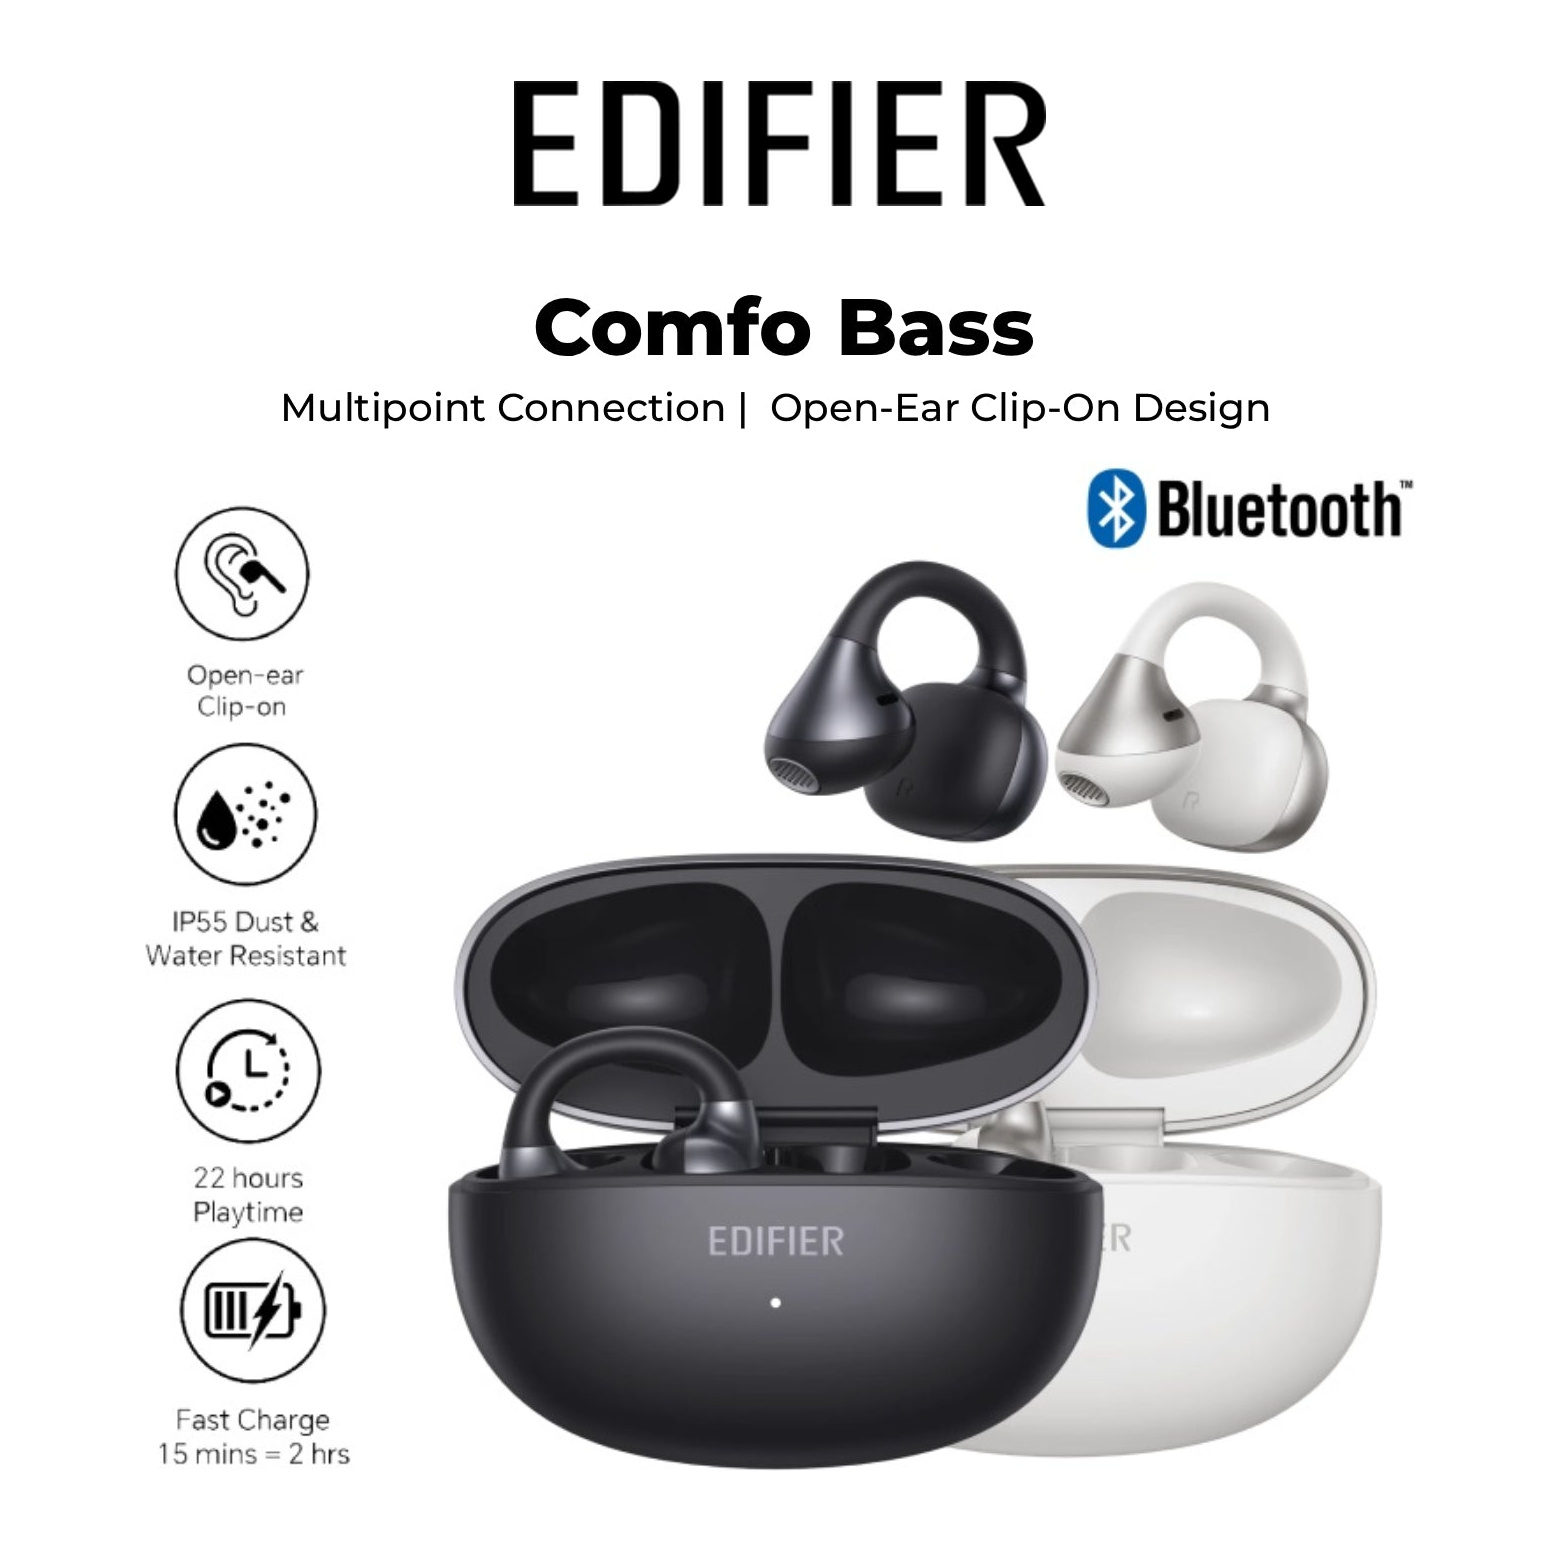 EDIFIER
Comfo Bass
Multipoint Connection | Open-Ear Clip-On Design
Bluetooth™
Open-ear
Clip-on
IP55 Dust &
Water Resistant
22 hours
Playtime
Fast Charge
15 mins = 2 hrs
R
R
EDIFIER
ER